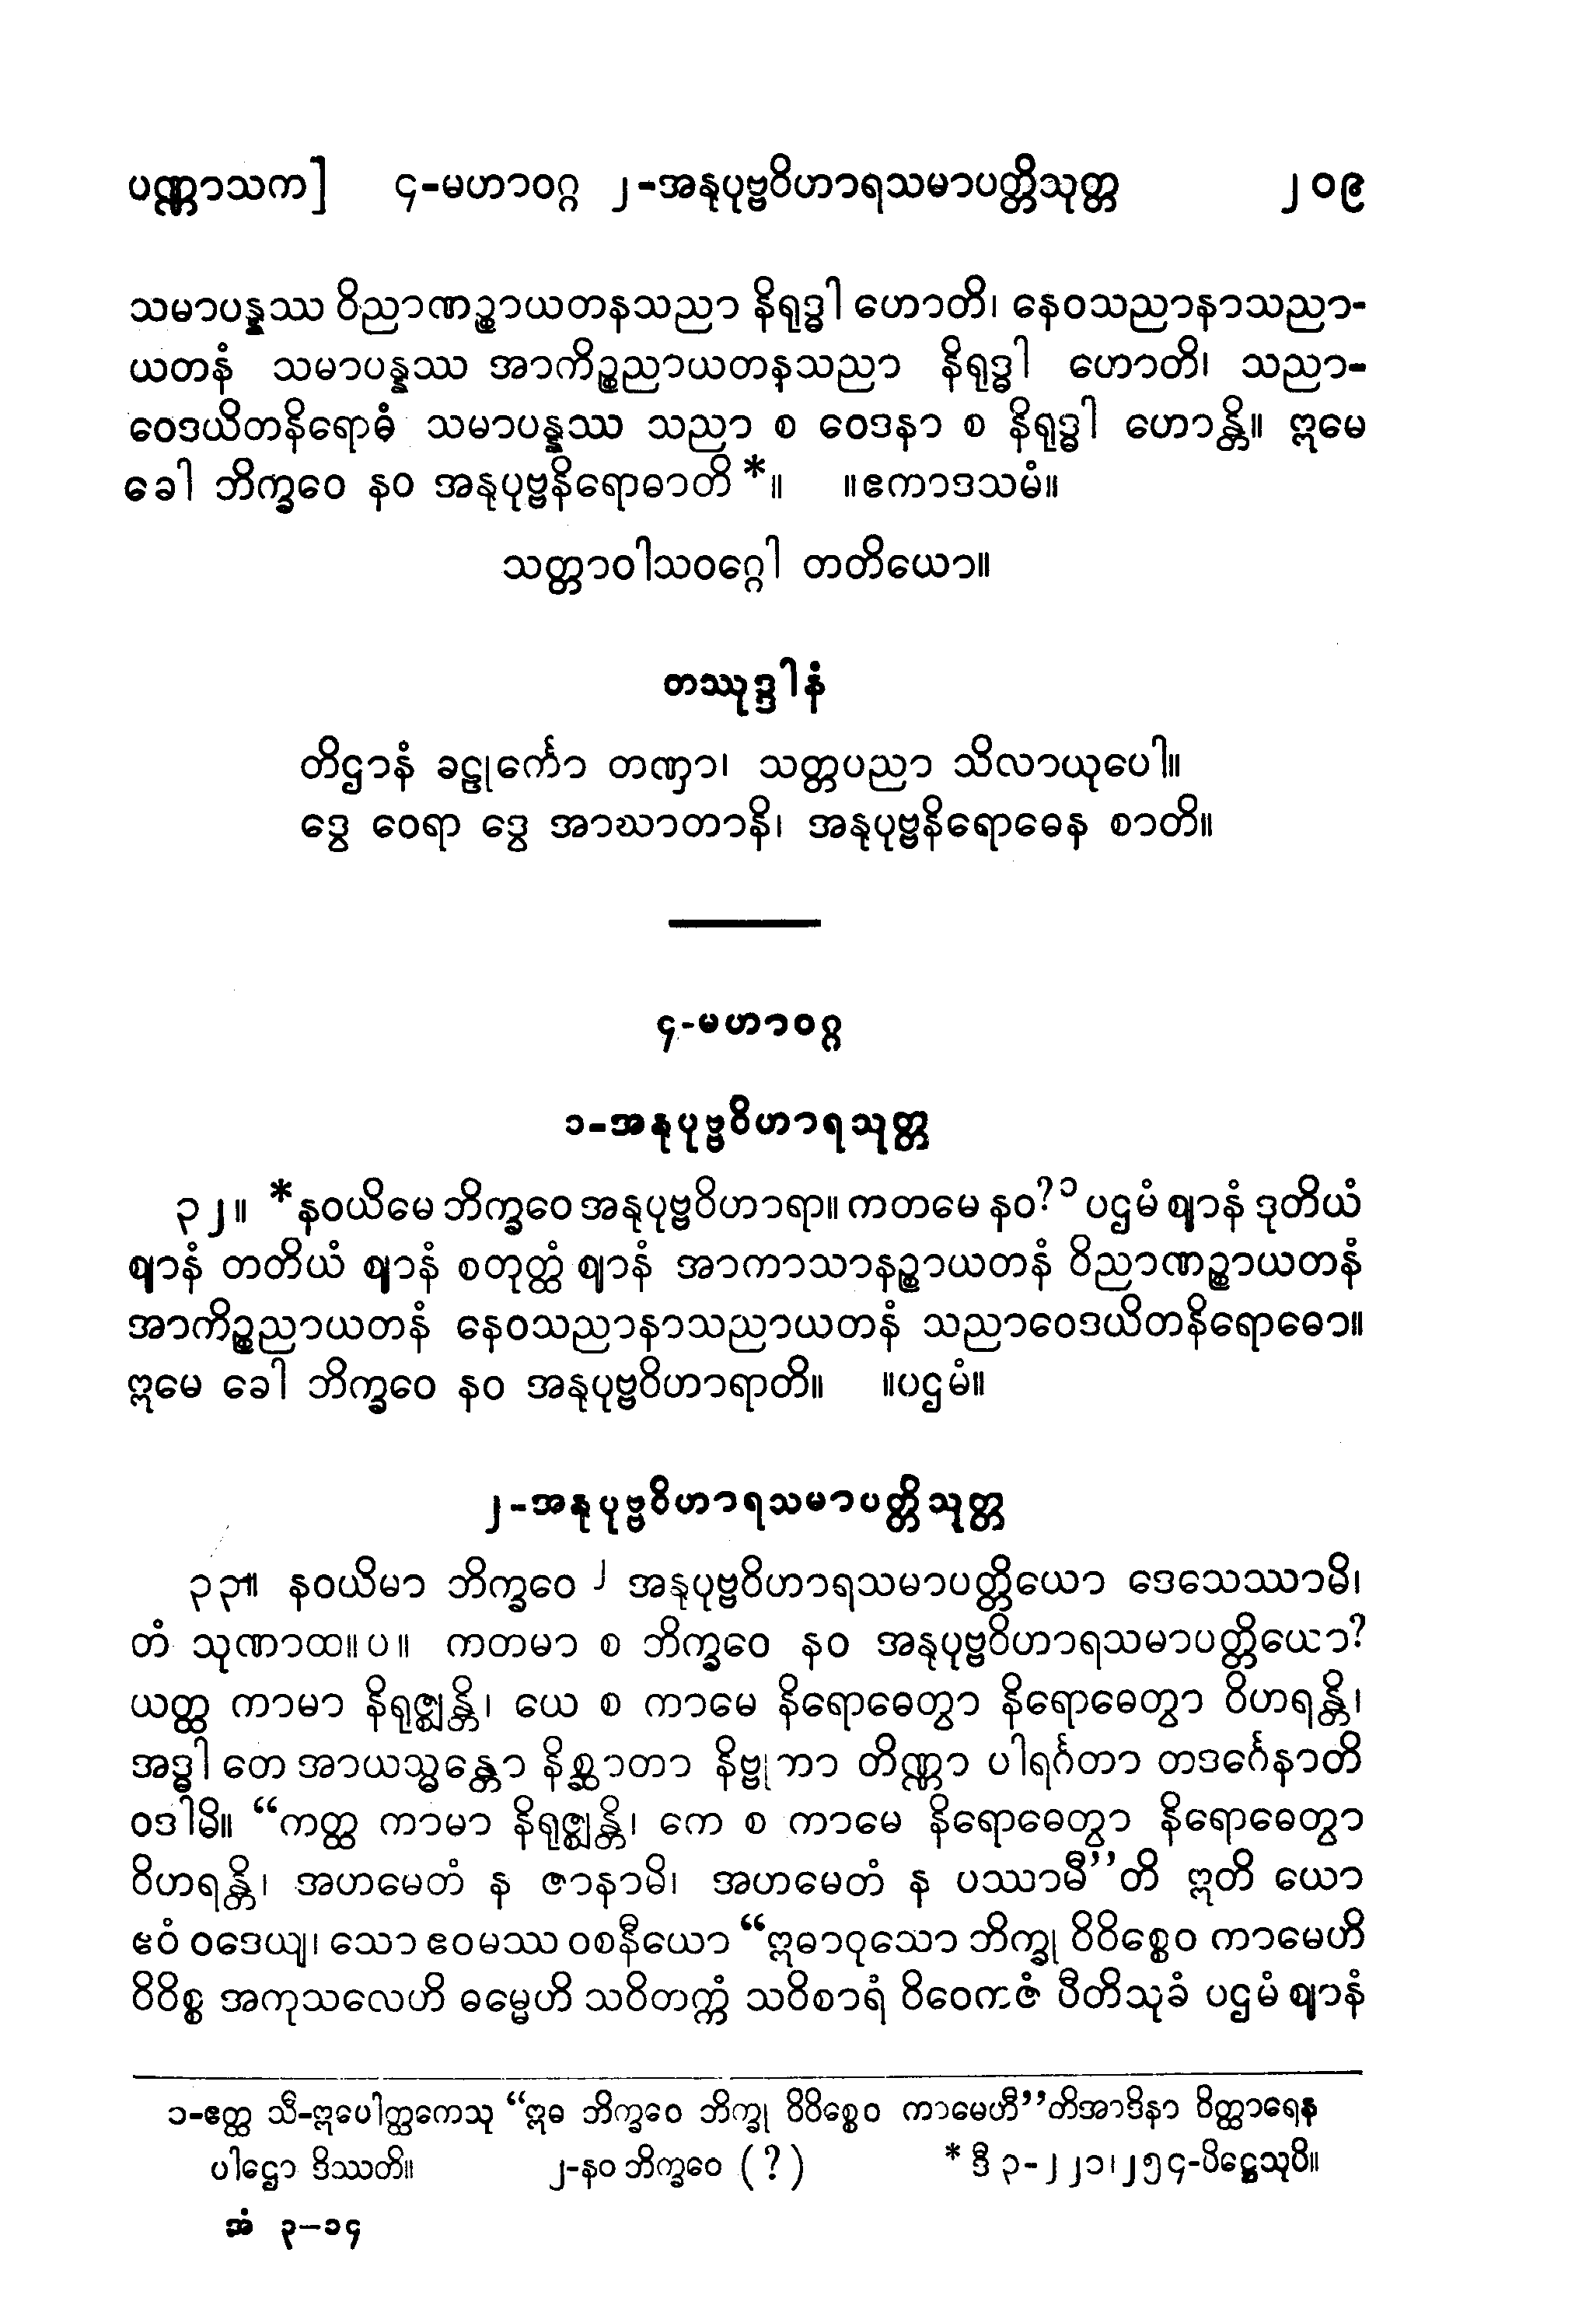 ပဏ္ဏာသက]    ၄-မဟာဝဂ္ဂ  ၂-အနုပုဗ္ဗဝိဟာရသမာပတ္တိသုတ္တ    ၂၀၉
သမာပန္နဿ ဝိညာဏဉ္စာယတနသညာ နိရုဒ္ဓါ ဟောတိ၊ နေဝသညာနာသညာ-
ယတနံ သမာပန္နဿ အာကိဉ္စညာယတနသညာ နိရုဒ္ဓါ ဟောတိ၊ သညာ-
ဝေဒယိတနိရောဓံ သမာပန္နဿ သညာ စ ဝေဒနာ စ နိရုဒ္ဓါ ဟောန္တိ။ ဣမေ
ခေါ ဘိက္ခဝေ နဝ အနုပုဗ္ဗနိရောဓာတိ *။    ။ဧကာဒသမံ။
သတ္တာဝါသဝဂ္ဂေါ တတိယော။
တဿုဒ္ဒါနံ
တိဌာနံ ခဠုင်္ကော တဏှာ၊ သတ္တပညာ သိလာယုပေါ။
ဒွေ ဝေရာ ဒွေ အာဃာတာနိ၊ အနုပုဗ္ဗနိရောဓေန စာတိ။
၄-မဟာဝဂ္ဂ
၁-အနုပုဗ္ဗဝိဟာရသုတ္တ
၃၂။ *နဝယိမေ ဘိက္ခဝေ အနုပုဗ္ဗဝိဟာရာ။ ကတမေ နဝ?၁ ပဌမံ ဈာနံ ဒုတိယံ
ဈာနံ တတိယံ ဈာနံ စတုတ္ထံ ဈာနံ အာကာသာနဉ္စာယတနံ ဝိညာဏဉ္စာယတနံ
အာကိဉ္စညာယတနံ နေဝသညာနာသညာယတနံ သညာဝေဒယိတနိရောဓော။
ဣမေ ခေါ ဘိက္ခဝေ နဝ အနုပုဗ္ဗဝိဟာရာတိ။    ။ပဌမံ။
၂-အနုပုဗ္ဗဝိဟာရသမာပတ္တိသုတ္တ
၃၃။ နဝယိမာ ဘိက္ခဝေ ၂ အနုပုဗ္ဗဝိဟာရသမာပတ္တိယော ဒေသေဿာမိ၊
တံ သုဏာထ။ပ။ ကတမာ စ ဘိက္ခဝေ နဝ အနုပုဗ္ဗဝိဟာရသမာပတ္တိယော?
ယတ္ထ ကာမာ နိရုဇ္ဈန္တိ၊ ယေ စ ကာမေ နိရောဓေတွာ နိရောဓေတွာ ဝိဟရန္တိ၊
အဒ္ဓါ တေ အာယသ္မန္တော နိစ္ဆာတာ နိဗ္ဗုတာ တိဏ္ဏာ ပါရင်္ဂတာ တဒင်္ဂေနာတိ
ဝဒါမိ။ “ကတ္ထ ကာမာ နိရုဇ္ဈန္တိ၊ ကေ စ ကာမေ နိရောဓေတွာ နိရောဓေတွာ
ဝိဟရန္တိ၊ အဟမေတံ န ဇာနာမိ၊ အဟမေတံ န ပဿာမီ”တိ ဣတိ ယော
ဧဝံ ဝဒေယျ၊ သော ဧဝမဿ ဝစနီယော “ဣဓာဝုသော ဘိက္ခု ဝိဝိစ္စေဝ ကာမေဟိ
ဝိဝိစ္စ အကုသလေဟိ ဓမ္မေဟိ သဝိတက္ကံ သဝိစာရံ ဝိဝေကဇံ ပီတိသုခံ ပဌမံ ဈာနံ
၁-ဧတ္ထ သီ-ဣပေါတ္ထကေသု “ဣဓ ဘိက္ခဝေ ဘိက္ခု ဝိဝိစ္စေဝ ကာမေဟီ”တိအာဒိနာ ဝိတ္ထာရေန
ပါဌော ဒိဿတိ။    ၂-နဝ ဘိက္ခဝေ (?)    * ဒီ ၃-၂၂၁၊၂၅၄-ပိဋ္ဌေသုပိ။
အံ ၃–၁၄